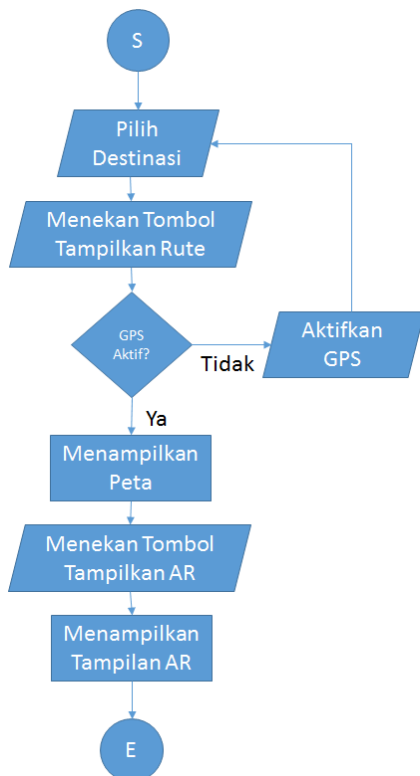 S
Pilih
Destinasi
Menekan Tombol
Tampilkan Rute
GPS
Aktif?
Tidak
Aktifkan
GPS
Ya
Menampilkan
Peta
Menekan Tombol
Tampilkan AR
Menampilkan
Tampilan AR
E